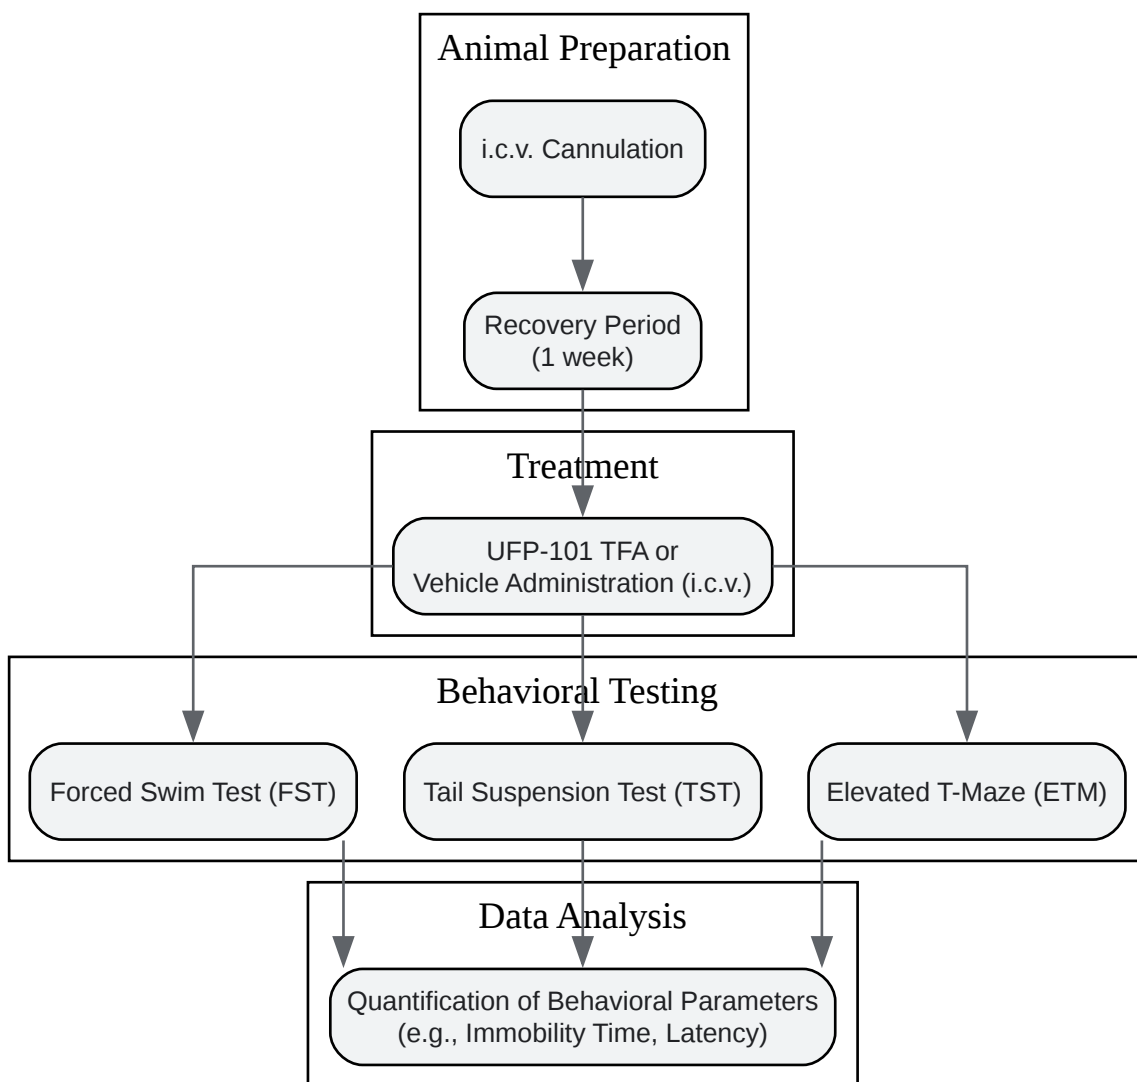 Animal Preparation
i.c.v. Cannulation
Recovery Period
(1 week)
Treatment
UFP-101 TFA or
Vehicle Administration (i.c.v.)
Behavioral Testing
Forced Swim Test (FST)
Tail Suspension Test (TST)
Elevated T-Maze (ETM)
Data Analysis
Quantification of Behavioral Parameters
(e.g., Immobility Time, Latency)